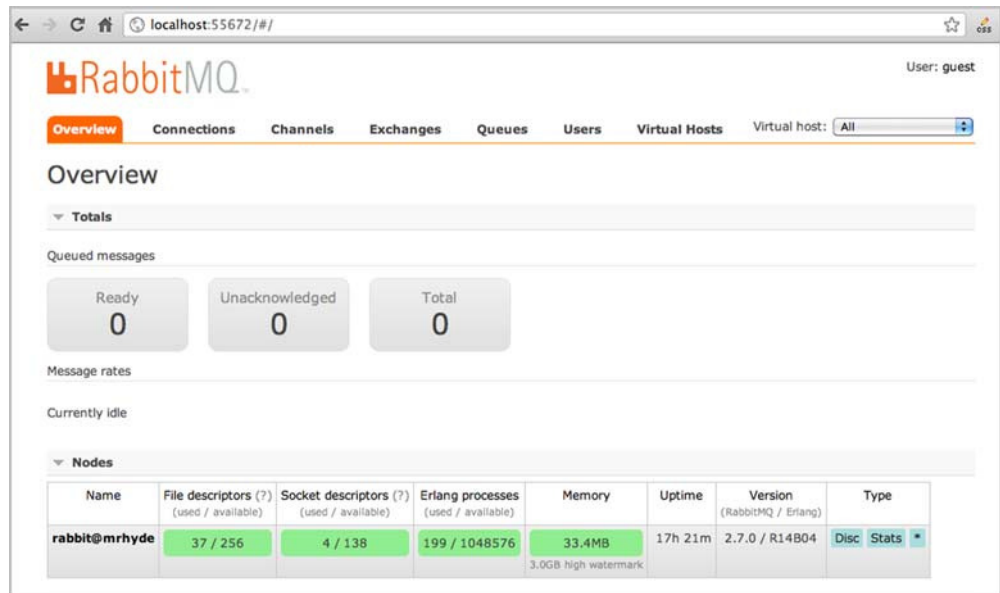 localhost:55672/#/
css
RabbitMQ
User: guest
Overview Connections Channels Exchanges Queues Users Virtual Hosts Virtual host: All
Overview
Totals
Queued messages
Ready Unacknowledged Total
0 0 0
Message rates
Currently idle
Nodes
Name File descriptors (?) Socket descriptors (?) Erlang processes Memory Uptime Version Type
(used / available) (used / available) (used / available) (RabbitMQ / Erlang)
rabbit@mrhyde 37 / 256 4 / 138 199 / 1048576 33.4MB 17h 21m 2.7.0 / R14B04 Disc Stats *
3.0GB high watermark